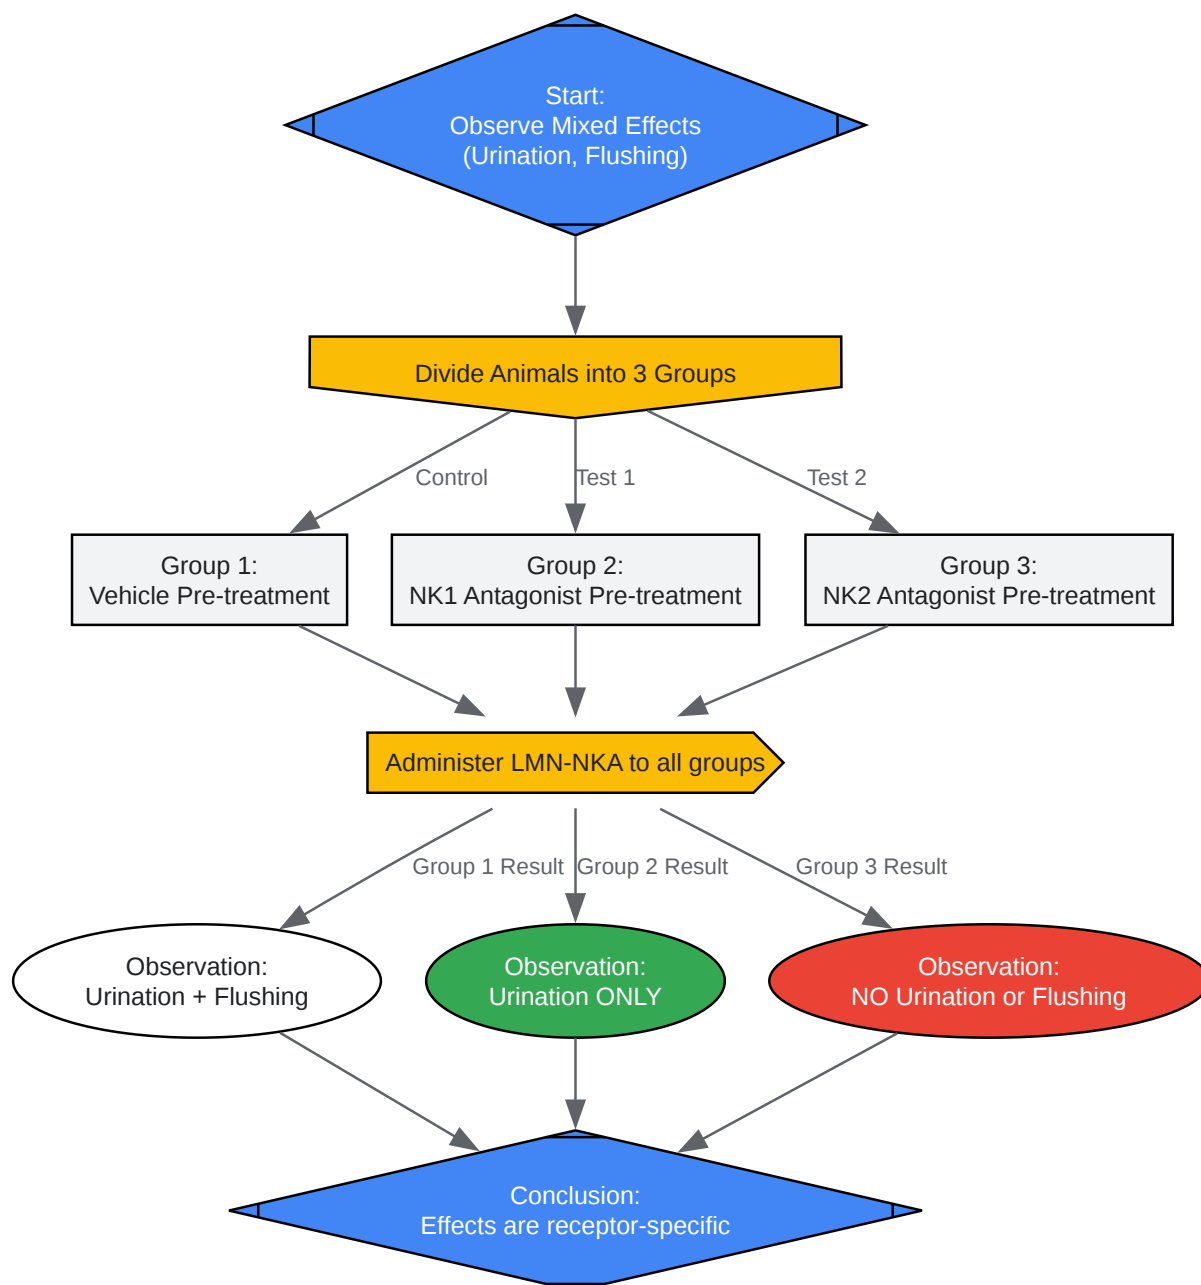 Start:
Observe Mixed Effects
(Urination, Flushing)
Divide Animals into 3 Groups
Control
Test 1
Test 2
Group 1:
Vehicle Pre-treatment
Group 2:
NK1 Antagonist Pre-treatment
Group 3:
NK2 Antagonist Pre-treatment
Administer LMN-NKA to all groups
Group 1 Result
Group 2 Result
Group 3 Result
Observation:
Urination + Flushing
Observation:
Urination ONLY
Observation:
NO Urination or Flushing
Conclusion:
Effects are receptor-specific